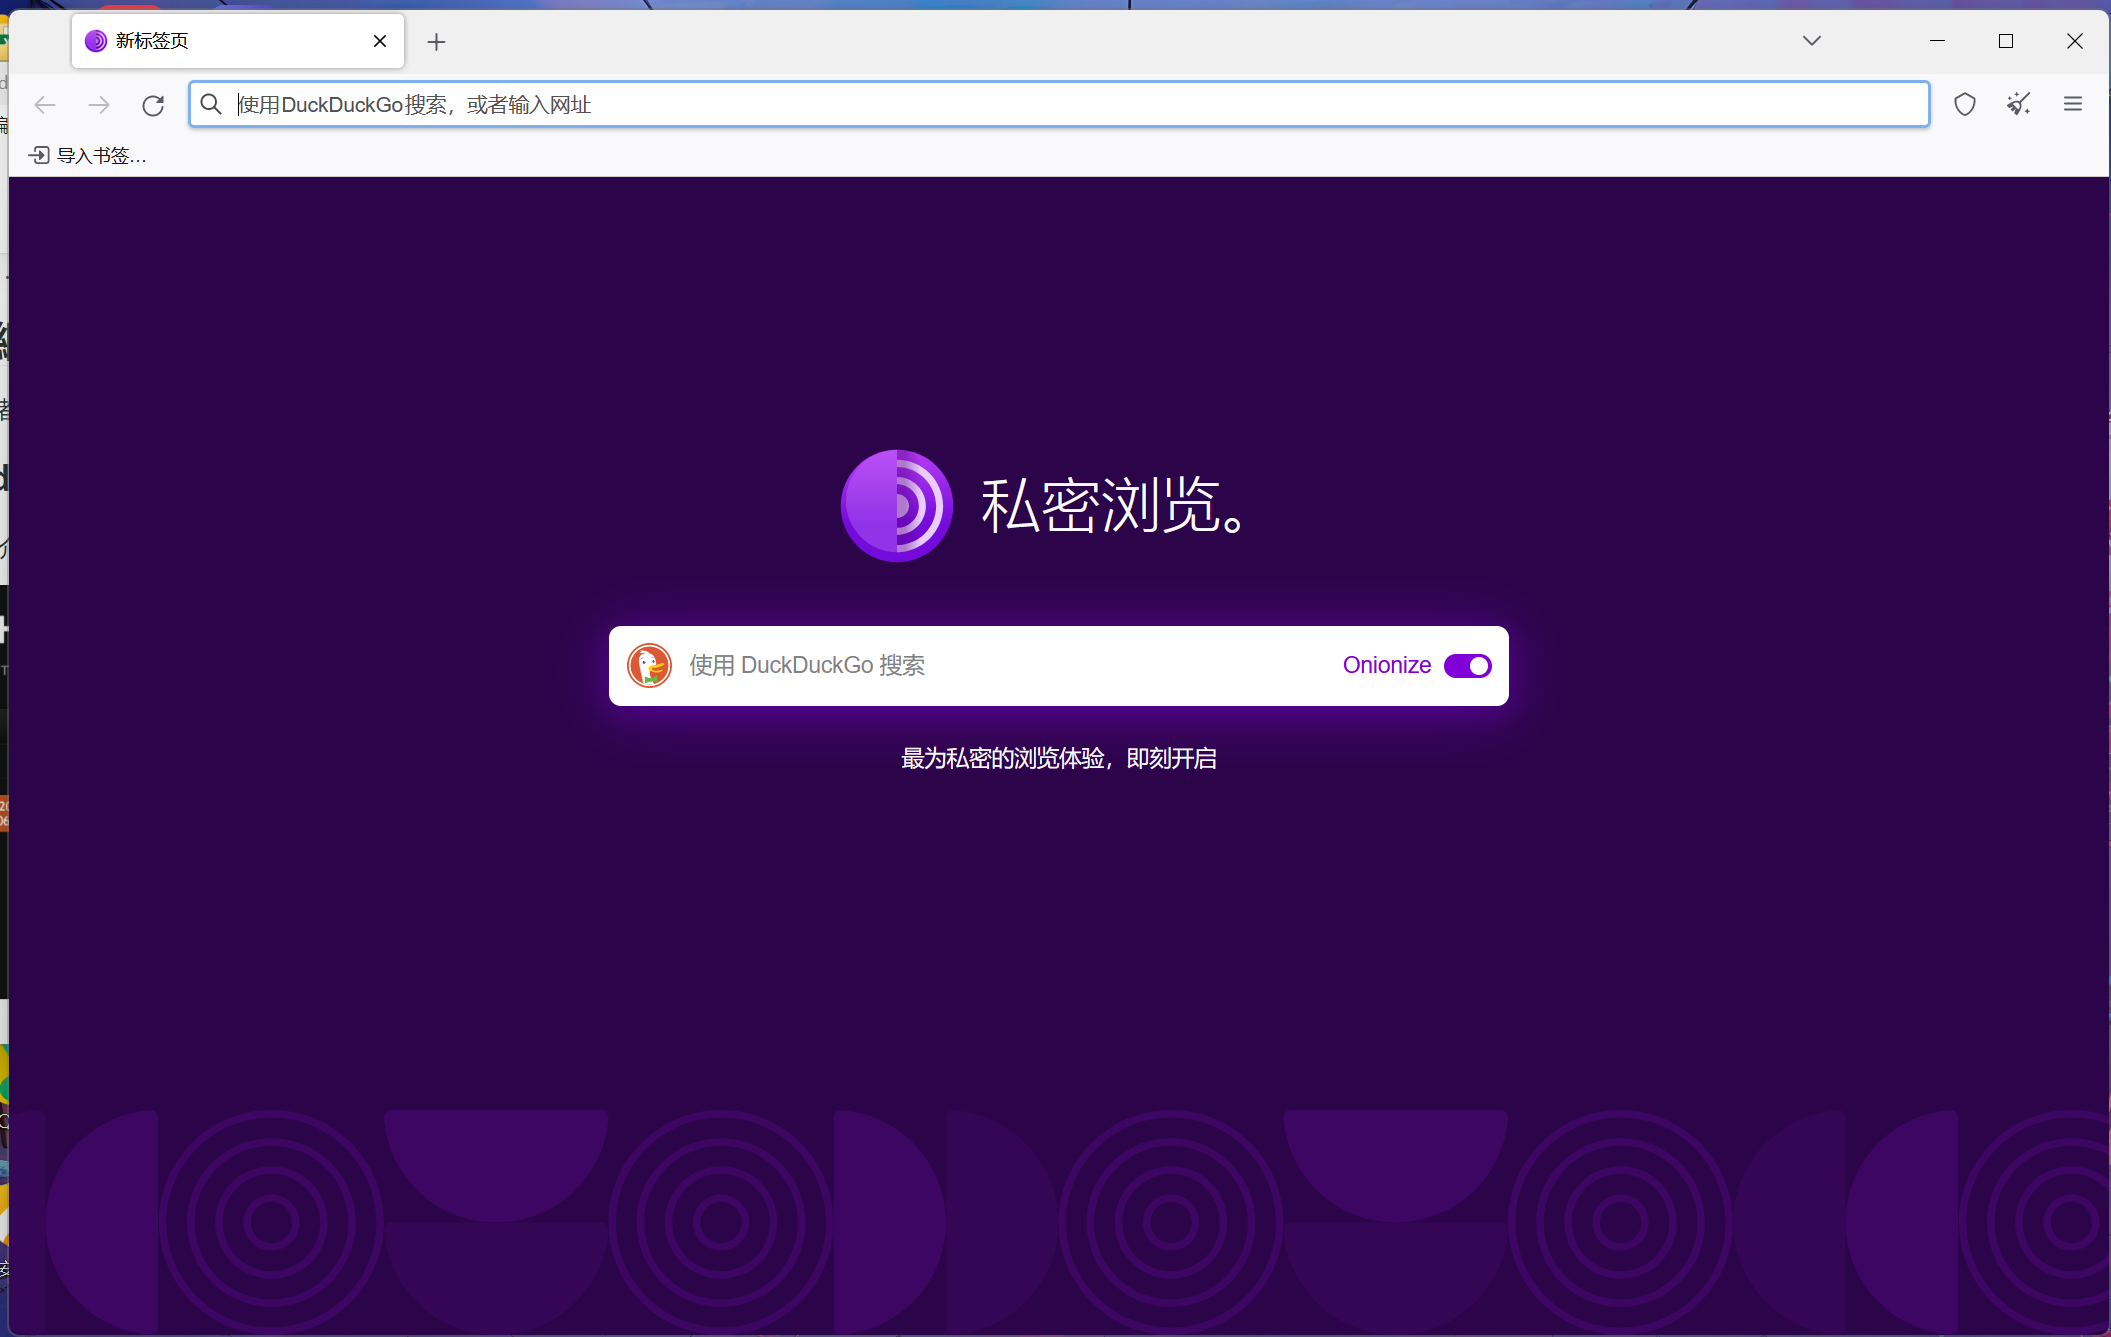 新标签页
使用DuckDuckGo搜索，或者输入网址
导入书签...
私密浏览。
使用 DuckDuckGo 搜索
Onionize
最为私密的浏览体验，即刻开启